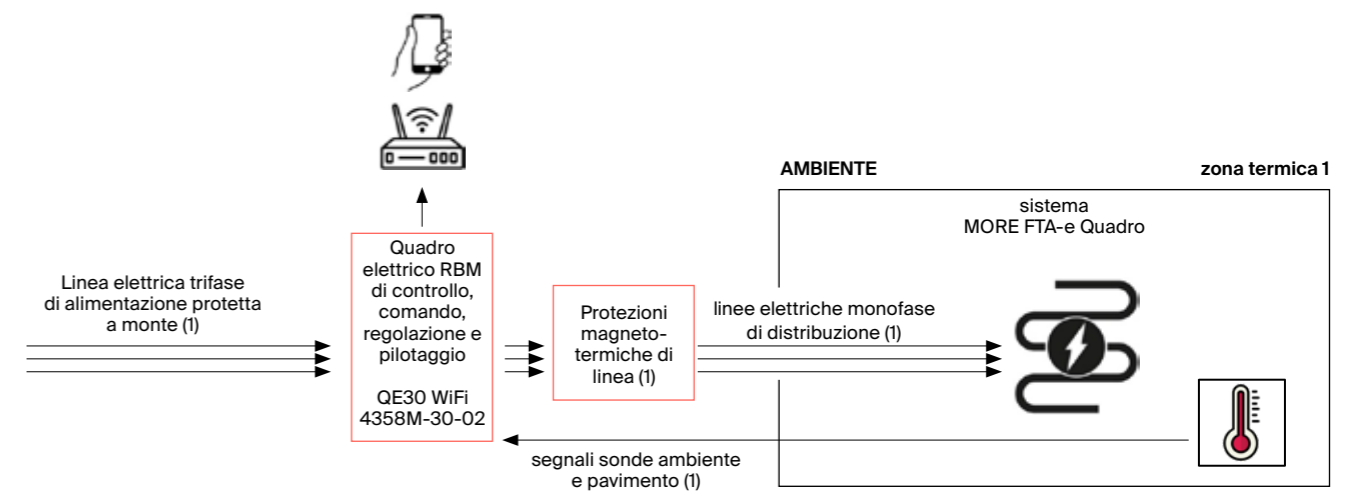 AMBIENTE
zona termica 1
sistema
MORE FTA-e Quadro
Linea elettrica trifase
di alimentazione protetta
a monte (1)
Quadro
elettrico RBM
di controllo,
comando,
regolazione e
pilotaggio
QE30 WiFi
4358M-30-02
Protezioni
magneto-
termiche di
linea (1)
linee elettriche monofase
di distribuzione (1)
segnali sonde ambiente
e pavimento (1)